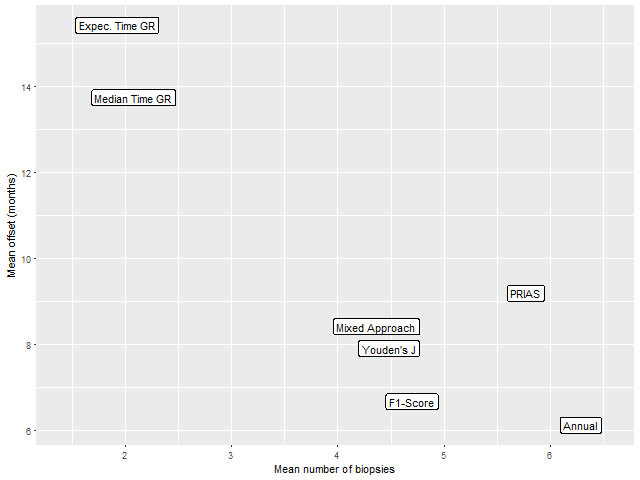 Expec. Time GR
Median Time GR
PRIAS
Mixed Approach
Youden's J
F1-Score
Annual
14
12
10
8
6
Mean offset (months)
2
3
4
5
6
Mean number of biopsies